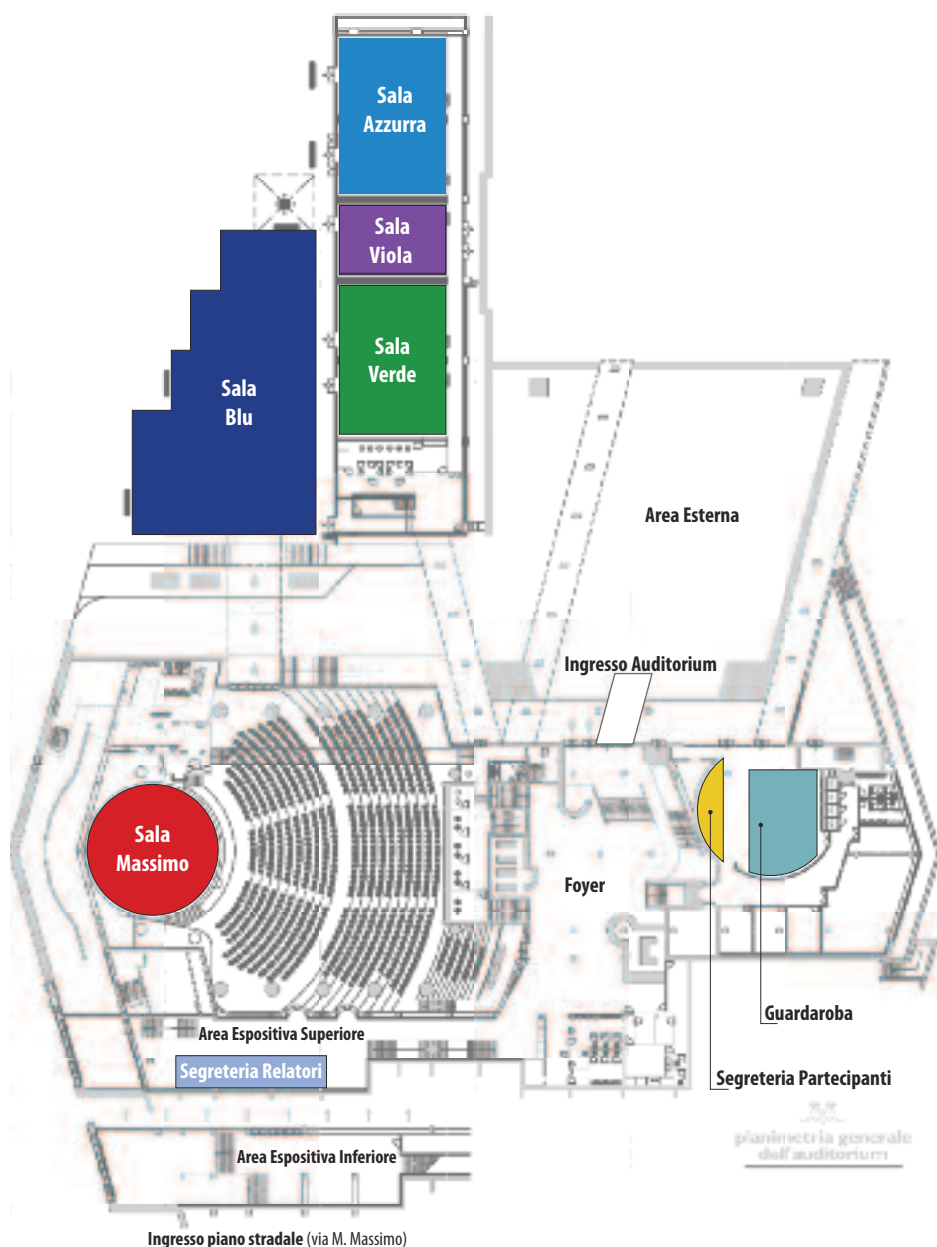 Sala
Azzurra
Sala
Viola
Sala
Verde
Sala
Blu
Area Esterna
Ingresso Auditorium
Sala
Massimo
Foyer
Guardaroba
Area Espositiva Superiore
Segreteria Relatori
Segreteria Partecipanti
planimetria generale
dell'auditorium
Area Espositiva Inferiore
Ingresso piano stradale (via M. Massimo)